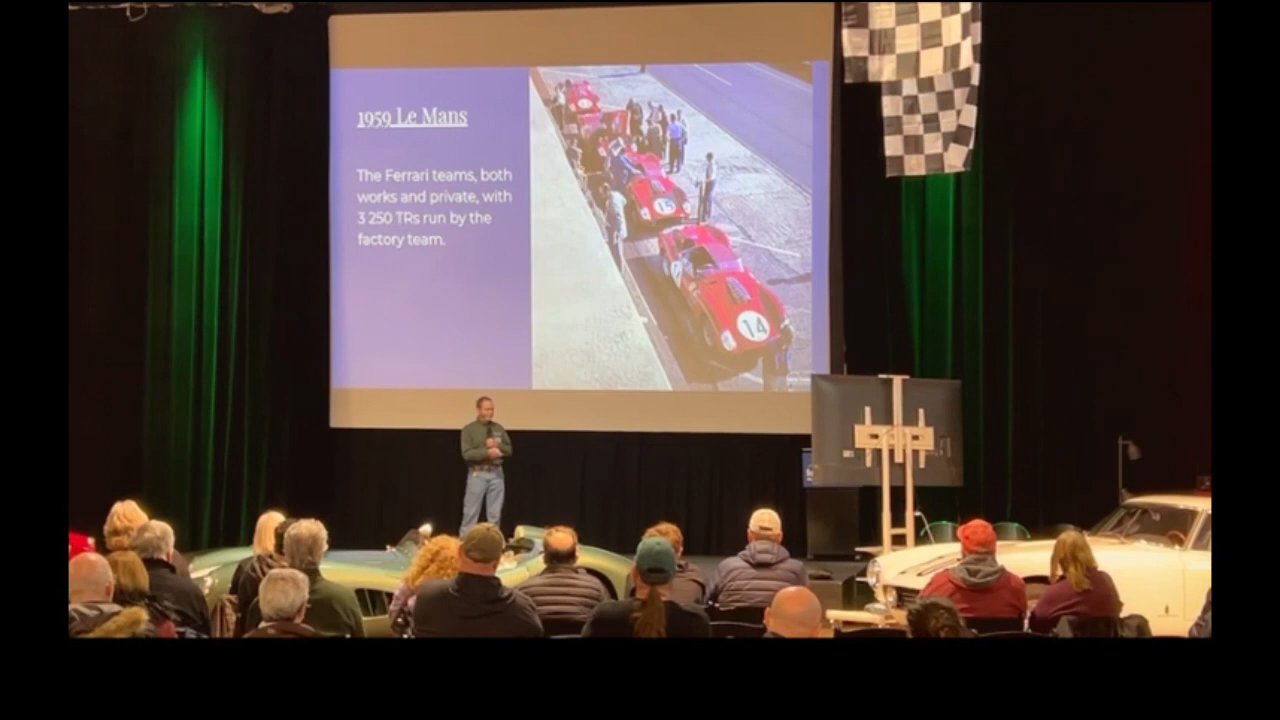 1959 Le Mans
The Ferrari teams, both
works and private, with
3 250 TRs run by the
factory team.
15
14